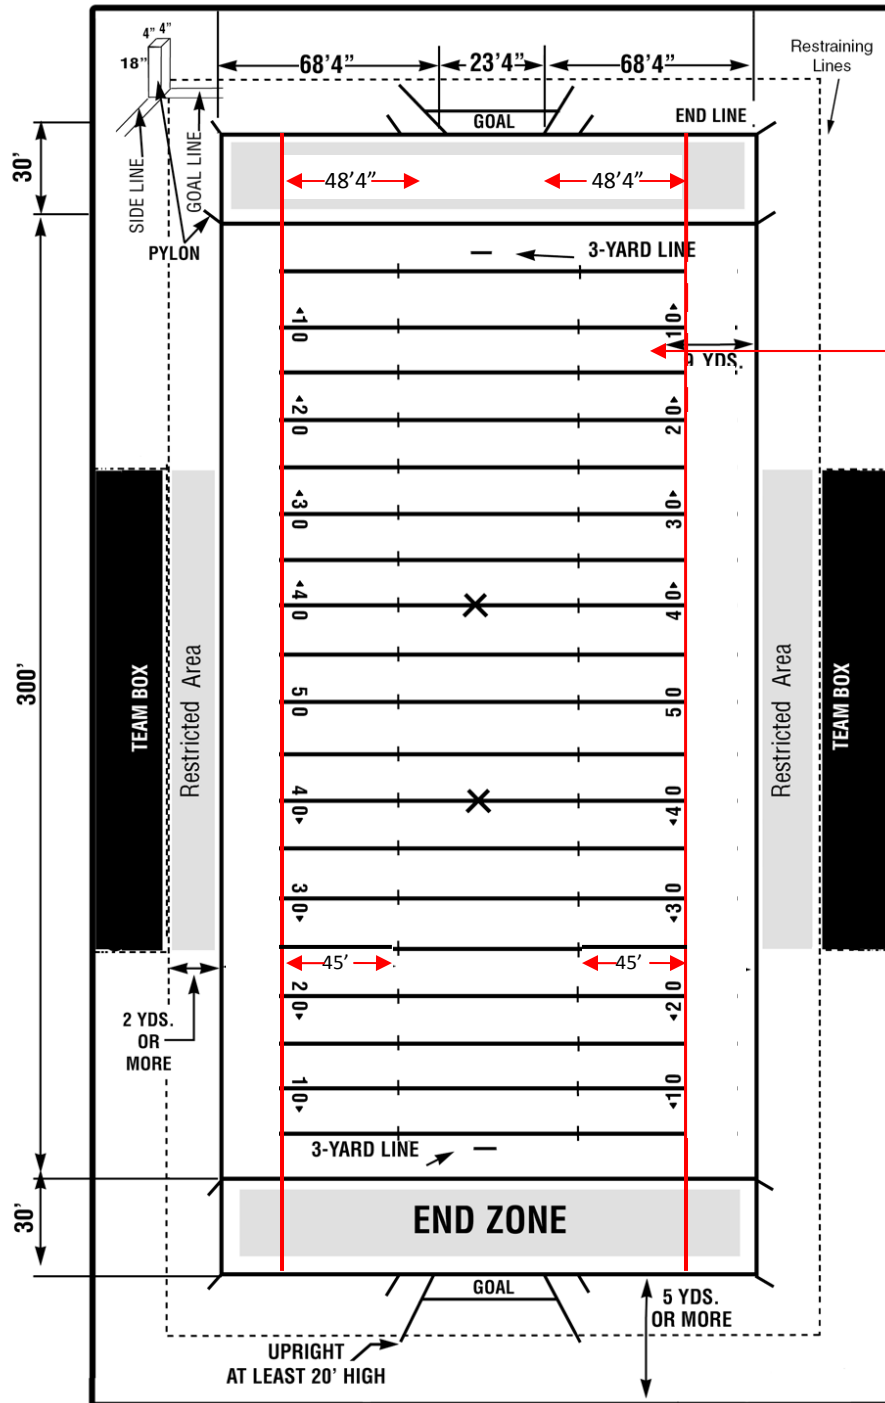 4" 4"
18"
68'4"
23'4"
68'4"
Restraining
Lines
GOAL
END LINE
30'
SIDE LINE
GOAL LINE
48'4"
48'4"
PYLON
3-YARD LINE
10
10
9 YDS.
20
20
30
30
40
40
300'
TEAM BOX
Restricted Area
50
50
Restricted Area
TEAM BOX
40
40
30
30
45'
45'
20
20
2 YDS.
OR
MORE
10
10
3-YARD LINE
30'
END ZONE
GOAL
5 YDS.
OR MORE
UPRIGHT
AT LEAST 20' HIGH